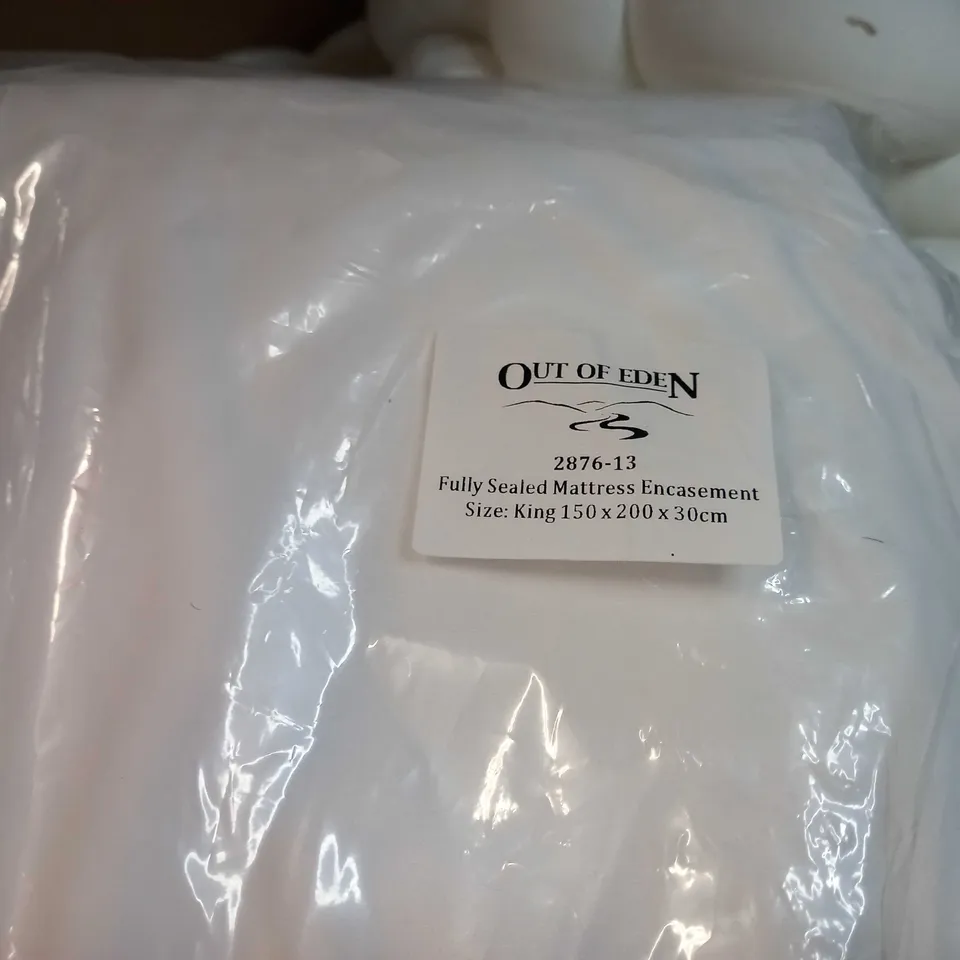 OUT OF EDEN
2876-13
Fully Sealed Mattress Encasement
Size: King 150 x 200 x 30cm